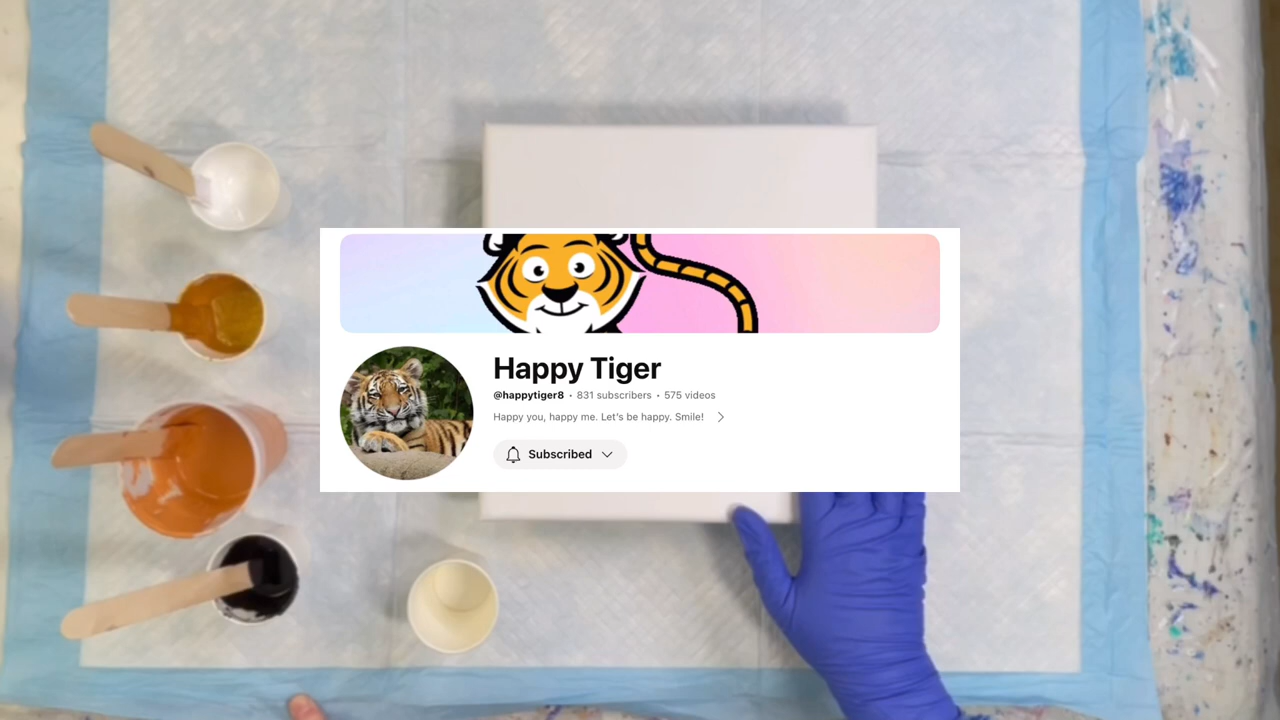 Happy Tiger
@happytiger8 • 831 subscribers • 575 videos
Happy you, happy me. Let's be happy. Smile!
Subscribed